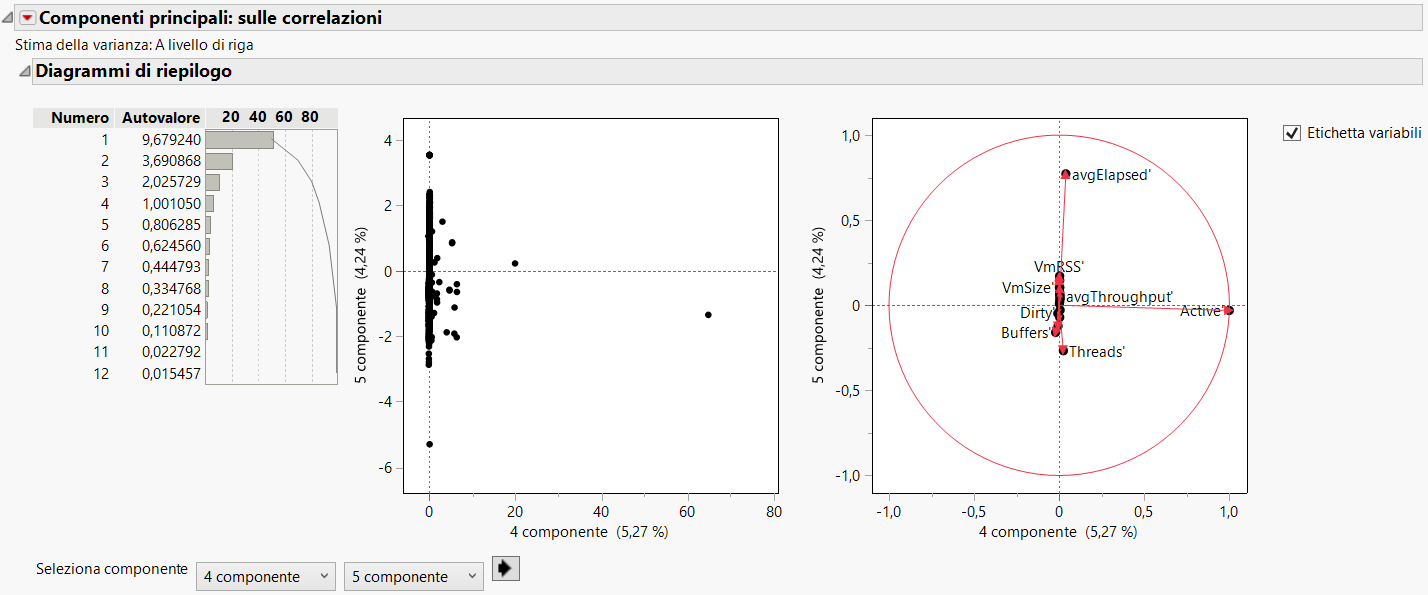 Componenti principali: sulle correlazioni
Stima della varianza: A livello di riga
Diagrammi di riepilogo
Numero Autovalore 20 40 60 80
1 9,679240
2 3,690868
3 2,025729
4 1,001050
5 0,806285
6 0,624560
7 0,444793
8 0,334768
9 0,221054
10 0,110872
11 0,022792
12 0,015457
5 componente (4,24 %)
4
2
0
-2
-4
-6
0 20 40 60 80
4 componente (5,27 %)
5 componente (4,24 %)
1,0
0,5
0
-0,5
-1,0
avgElapsed'
VmRSS'
VmSize'
avgThroughput'
Dirty'
Active
Buffers'
Threads'
-1,0 -0,5 0 0,5 1,0
4 componente (5,27 %)
Etichetta variabili
Seleziona componente 4 componente 5 componente